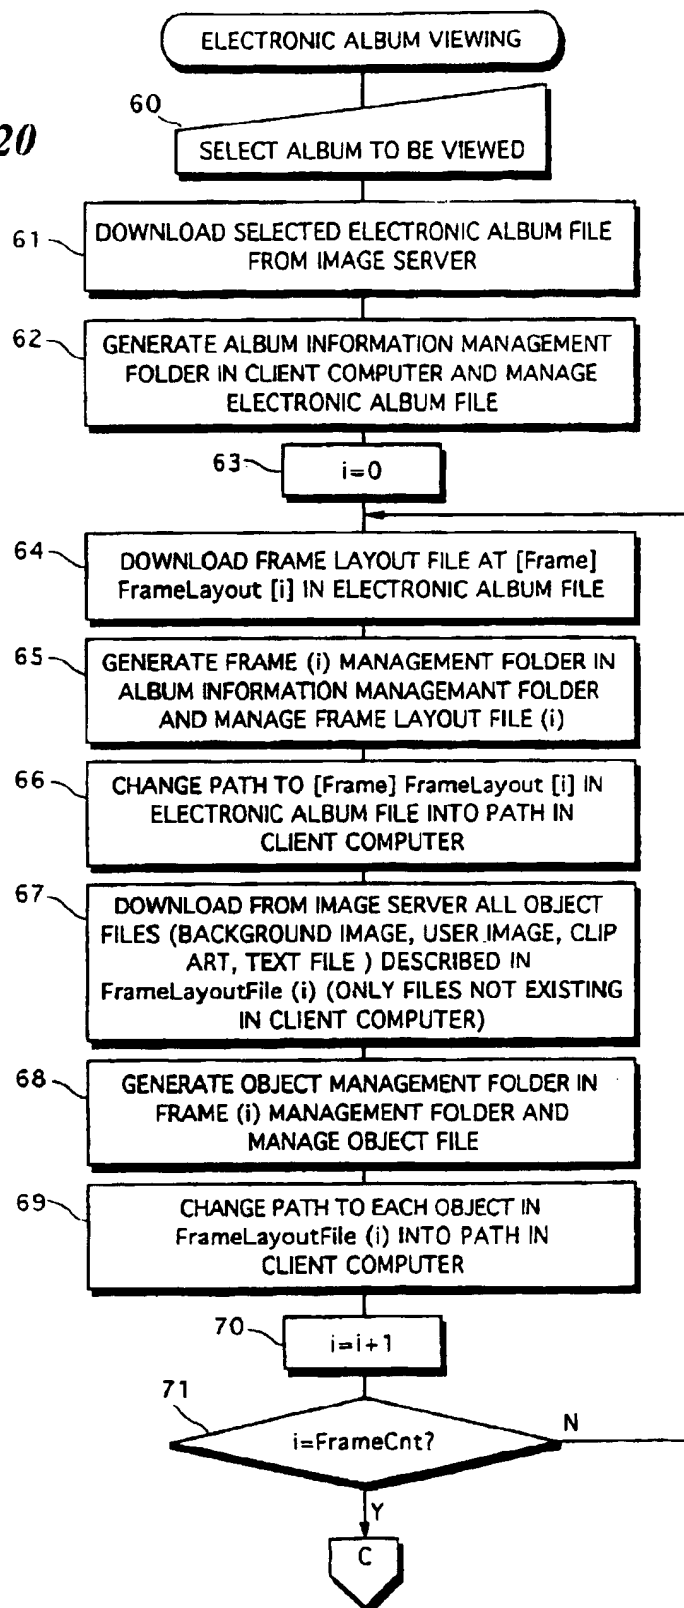 ELECTRONIC ALBUM VIEWING
20
60
SELECT ALBUM TO BE VIEWED
61
DOWNLOAD SELECTED ELECTRONIC ALBUM FILE
FROM IMAGE SERVER
62
GENERATE ALBUM INFORMATION MANAGEMENT
FOLDER IN CLIENT COMPUTER AND MANAGE
ELECTRONIC ALBUM FILE
63
i=0
64
DOWNLOAD FRAME LAYOUT FILE AT [Frame]
FrameLayout [i] IN ELECTRONIC ALBUM FILE
65
GENERATE FRAME (i) MANAGEMENT FOLDER IN
ALBUM INFORMATION MANAGEMANT FOLDER
AND MANAGE FRAME LAYOUT FILE (i)
66
CHANGE PATH TO [Frame] FrameLayout [i] IN
ELECTRONIC ALBUM FILE INTO PATH IN
CLIENT COMPUTER
67
DOWNLOAD FROM IMAGE SERVER ALL OBJECT
FILES (BACKGROUND IMAGE, USER IMAGE, CLIP
ART, TEXT FILE ) DESCRIBED IN
FrameLayoutFile (i) (ONLY FILES NOT EXISTING
IN CLIENT COMPUTER)
68
GENERATE OBJECT MANAGEMENT FOLDER IN
FRAME (i) MANAGEMENT FOLDER AND
MANAGE OBJECT FILE
69
CHANGE PATH TO EACH OBJECT IN
FrameLayoutFile (i) INTO PATH IN
CLIENT COMPUTER
70
i=i+1
71
i=FrameCnt?
N
Y
C